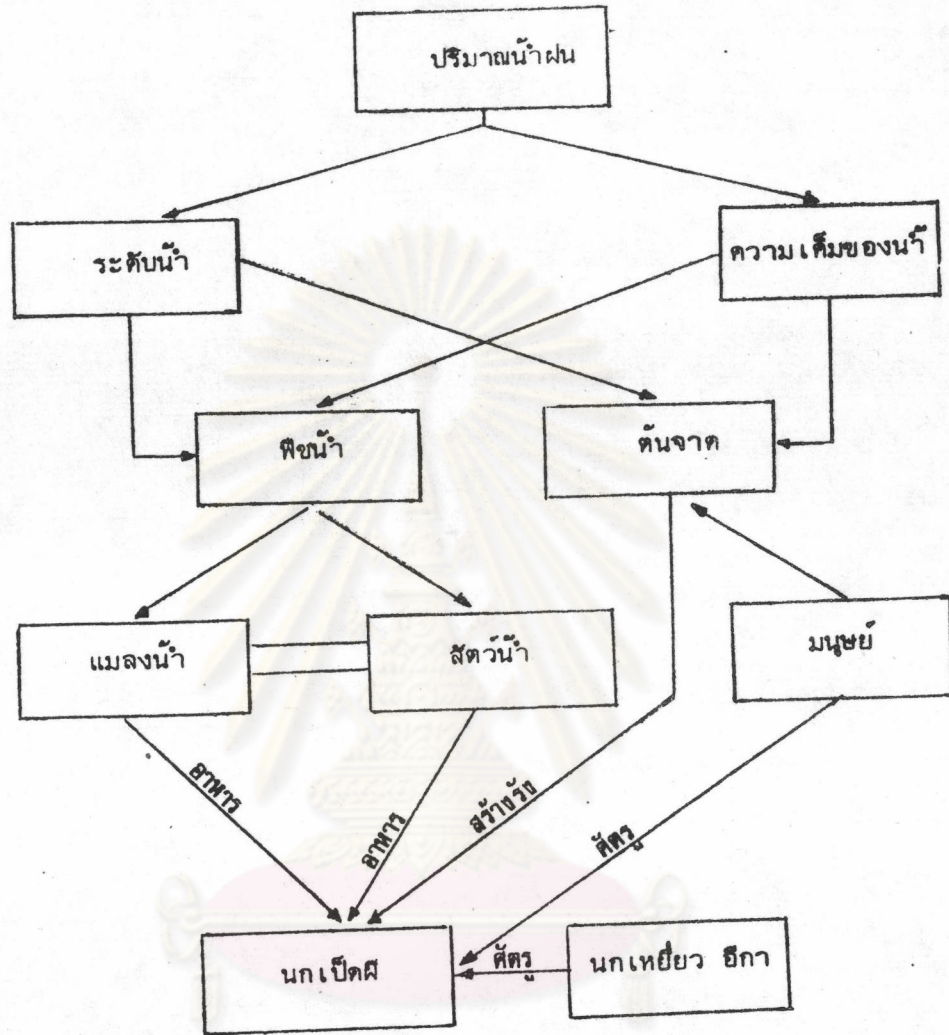 ปริมาณน้ำฝน
ระดับน้ำ
ความเค็มของน้ำ
พืชน้ำ
ต้นจาก
แมลงน้ำ
สัตว์น้ำ
มนุษย์
อาหาร
อาหาร
สร้างรัง
ศัตรู
นกเป็ดผี
ศัตรู
นกเหยี่ยว อีกา